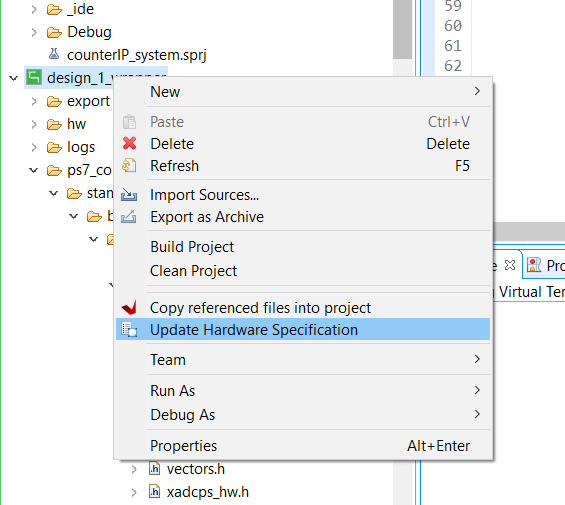 _ide
Debug
counterIP_system.sprj
design_1_wrapper
export
hw
logs
ps7_co
stan
b
59
60
61
62
New
Paste Ctrl+V
Delete Delete
Refresh F5
Import Sources...
Export as Archive
Build Project
Clean Project
Copy referenced files into project
Update Hardware Specification
Team
Run As
Debug As
Properties Alt+Enter
e Pro
g Virtual Ter
vectors.h
xadcps_hw.h